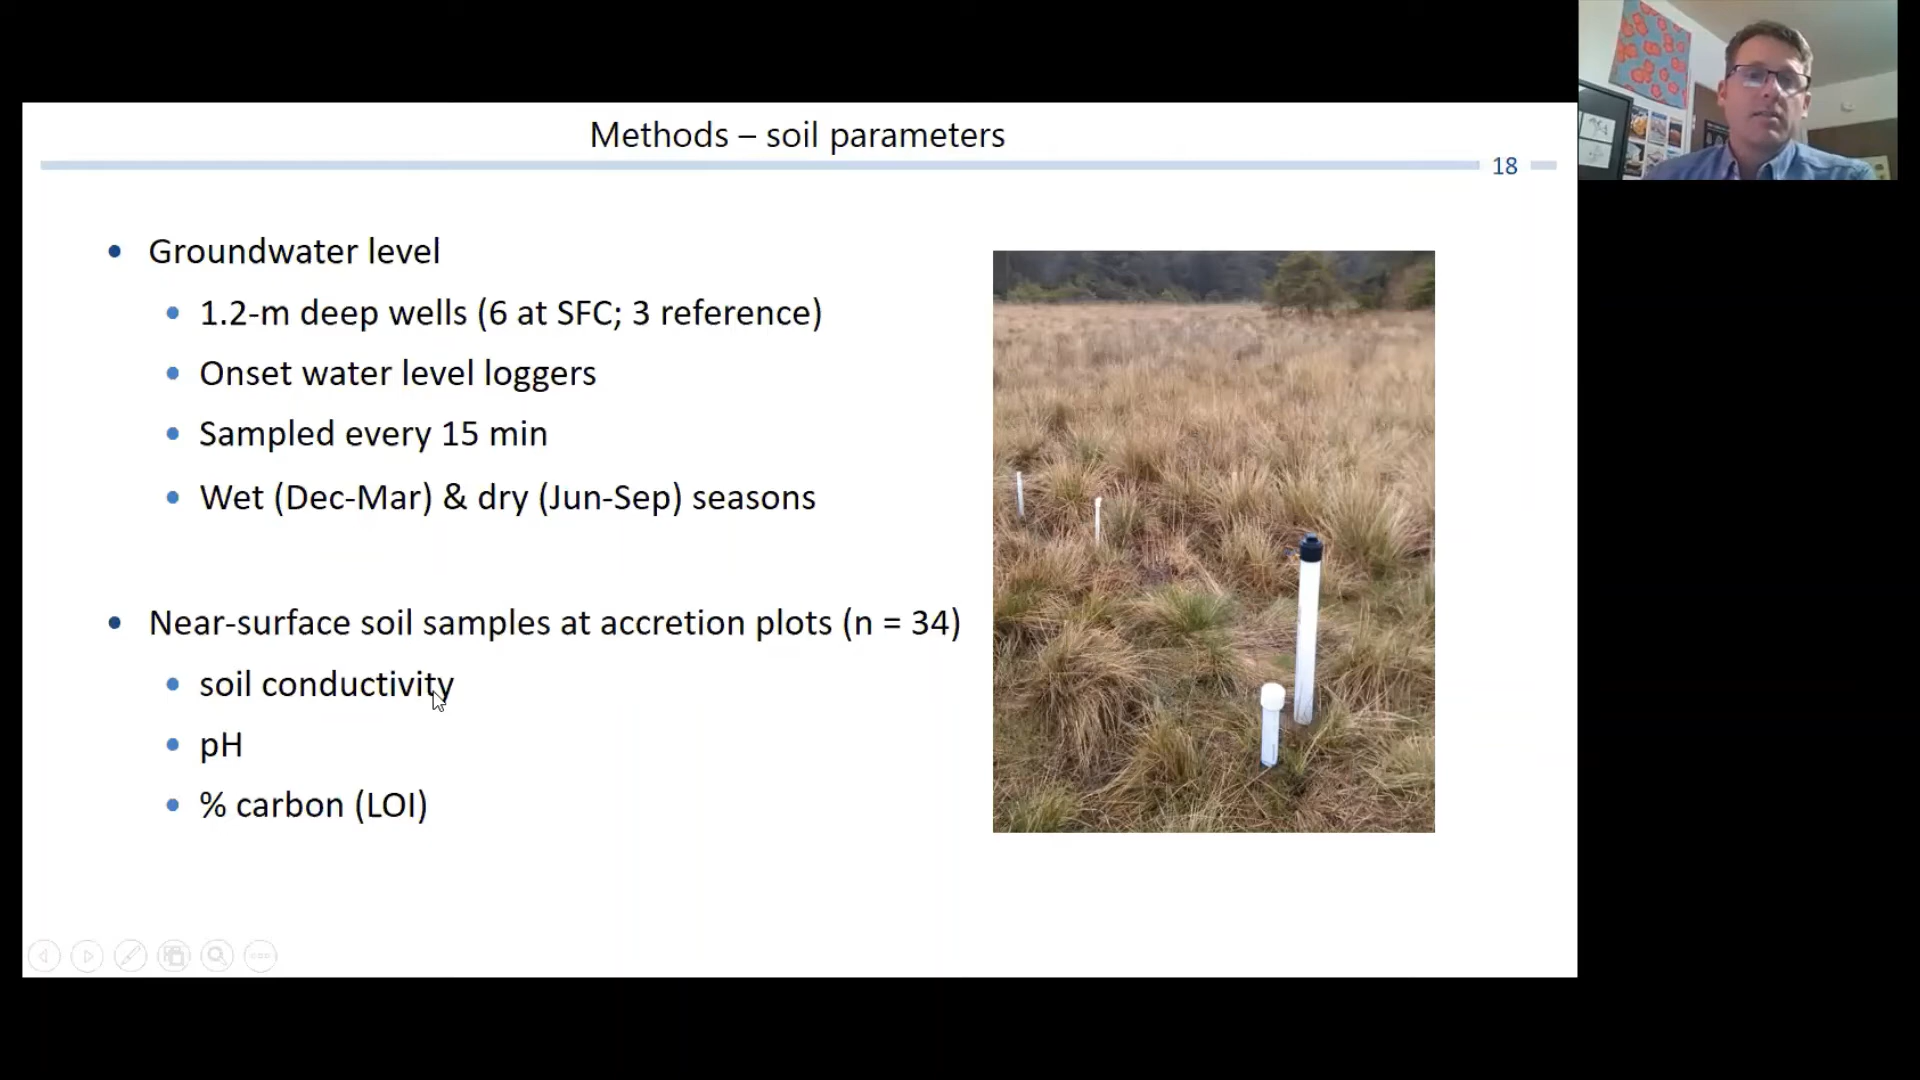 Methods – soil parameters
18
• Groundwater level
• 1.2-m deep wells (6 at SFC; 3 reference)
• Onset water level loggers
• Sampled every 15 min
• Wet (Dec-Mar) & dry (Jun-Sep) seasons
• Near-surface soil samples at accretion plots (n = 34)
• soil conductivity
• pH
• % carbon (LOI)